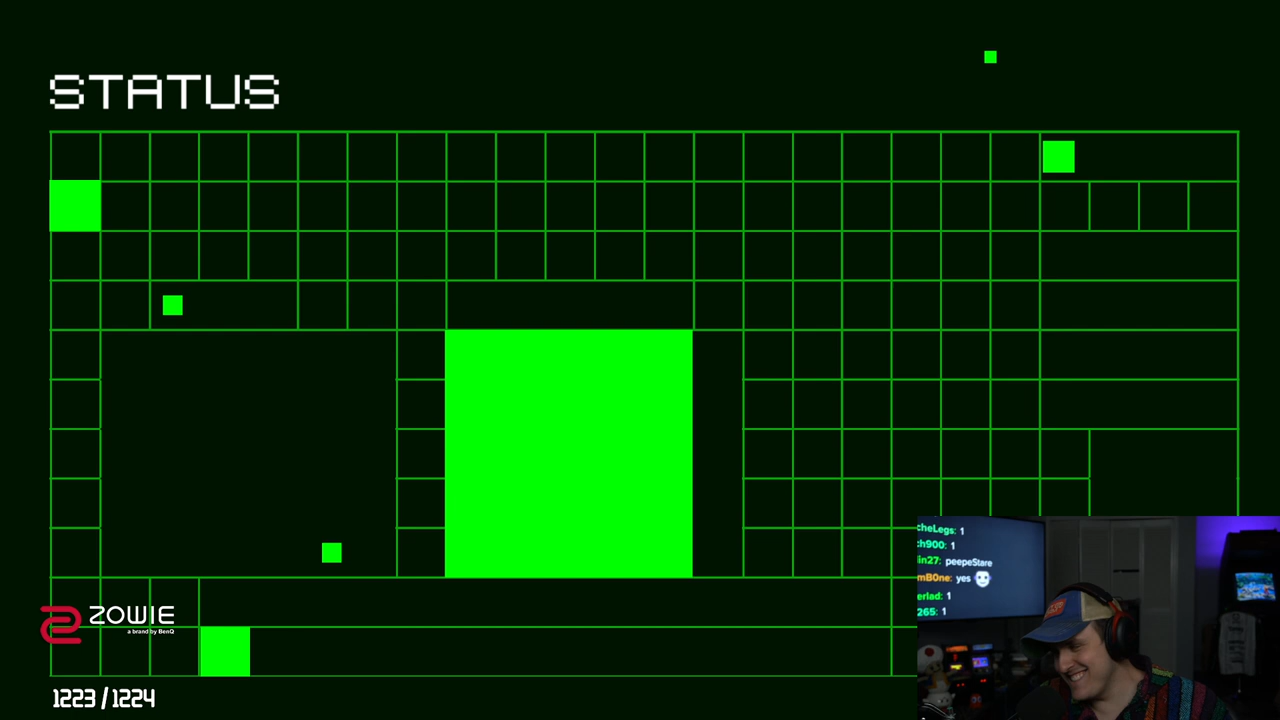 STATUS
cheLegs: 1
ch900: 1
in27: peepeStare
mB0ne: yes
erlad: 1
265: 1
ZOWIE
a brand by BenQ
1223 / 1224